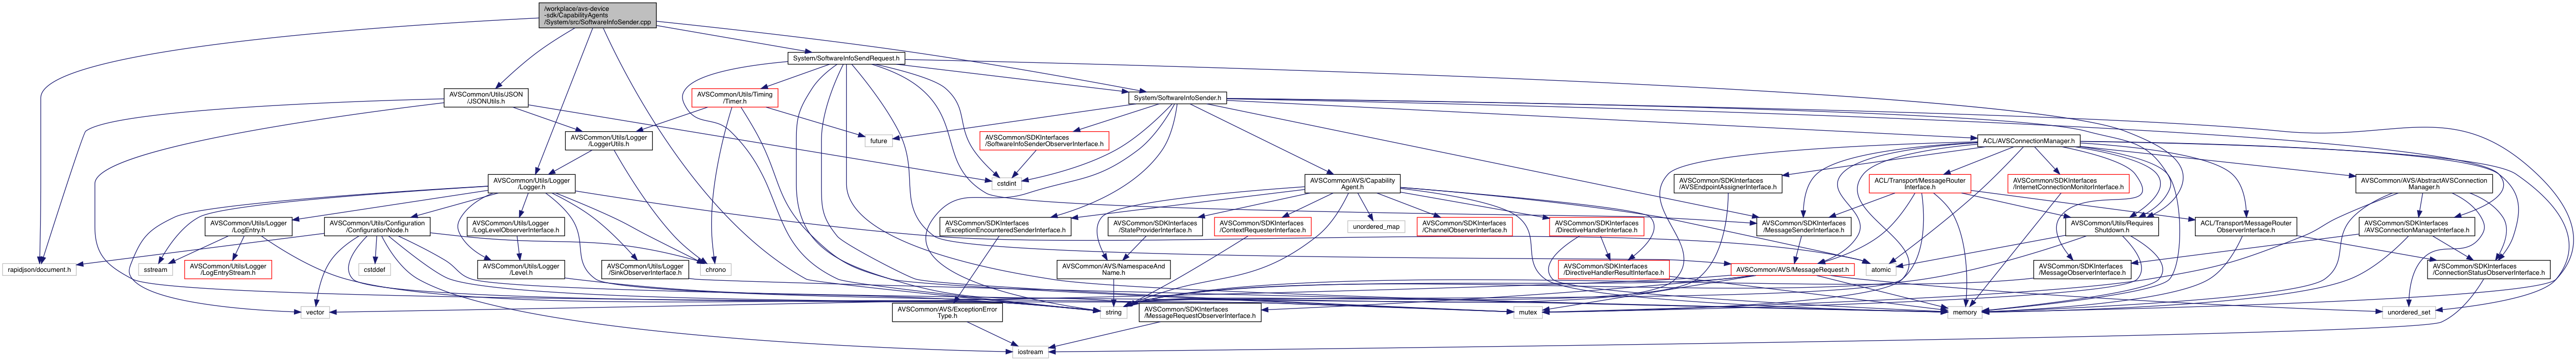 /workplace/avs-device
-sdk/CapabilityAgents
/System/src/SoftwareInfoSender.cpp
System/SoftwareInfoSendRequest.h
AVSCommon/Utils/JSON
/JSONUtils.h
AVSCommon/Utils/Timing
/Timer.h
System/SoftwareInfoSender.h
AVSCommon/Utils/Logger
/LoggerUtils.h
future
AVSCommon/SDKInterfaces
/SoftwareInfoSenderObserverInterface.h
ACL/AVSConnectionManager.h
AVSCommon/Utils/Logger
/Logger.h
cstdint
AVSCommon/AVS/Capability
Agent.h
AVSCommon/SDKInterfaces
/AVSEndpointAssignerInterface.h
ACL/Transport/MessageRouter
Interface.h
AVSCommon/SDKInterfaces
/InternetConnectionMonitorInterface.h
AVSCommon/AVS/AbstractAVSConnection
Manager.h
AVSCommon/Utils/Logger
/LogEntry.h
AVSCommon/Utils/Configuration
/ConfigurationNode.h
AVSCommon/Utils/Logger
/LogLevelObserverInterface.h
AVSCommon/SDKInterfaces
/ExceptionEncounteredSenderInterface.h
AVSCommon/SDKInterfaces
/StateProviderInterface.h
AVSCommon/SDKInterfaces
/ContextRequesterInterface.h
unordered_map
AVSCommon/SDKInterfaces
/ChannelObserverInterface.h
AVSCommon/SDKInterfaces
/DirectiveHandlerInterface.h
AVSCommon/SDKInterfaces
/MessageSenderInterface.h
AVSCommon/Utils/Requires
Shutdown.h
ACL/Transport/MessageRouter
ObserverInterface.h
AVSCommon/SDKInterfaces
/AVSConnectionManagerInterface.h
rapidjson/document.h
sstream
AVSCommon/Utils/Logger
/LogEntryStream.h
cstddef
AVSCommon/Utils/Logger
/Level.h
AVSCommon/Utils/Logger
/SinkObserverInterface.h
chrono
AVSCommon/AVS/NamespaceAnd
Name.h
AVSCommon/SDKInterfaces
/DirectiveHandlerResultInterface.h
AVSCommon/AVS/MessageRequest.h
atomic
AVSCommon/SDKInterfaces
/MessageObserverInterface.h
AVSCommon/SDKInterfaces
/ConnectionStatusObserverInterface.h
vector
AVSCommon/AVS/ExceptionError
Type.h
string
AVSCommon/SDKInterfaces
/MessageRequestObserverInterface.h
mutex
memory
unordered_set
iostream